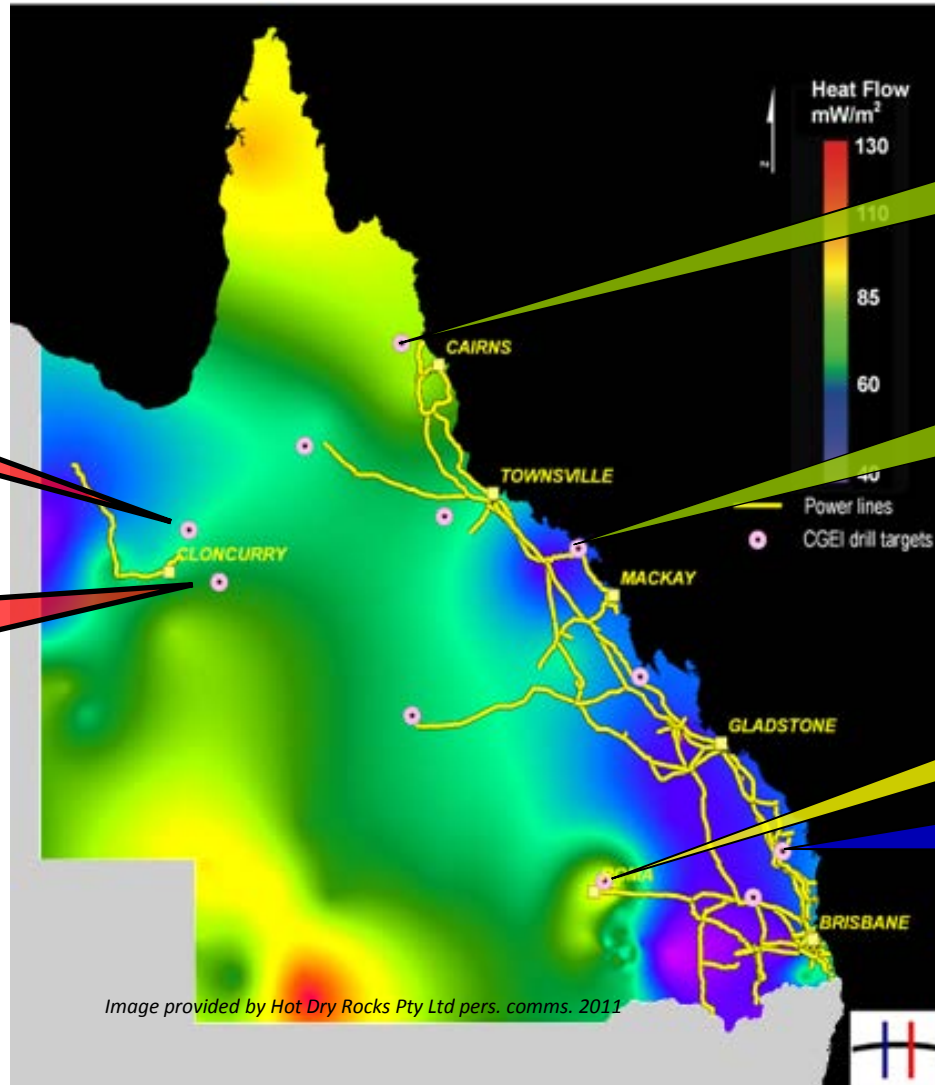 Heat Flow
mW/m²
130
110
85
60
40
Power lines
CGEI drill targets
CAIRNS
TOWNSVILLE
CLONCURRY
MACKAY
GLADSTONE
ROMA
BRISBANE
Image provided by Hot Dry Rocks Pty Ltd pers. comms. 2011